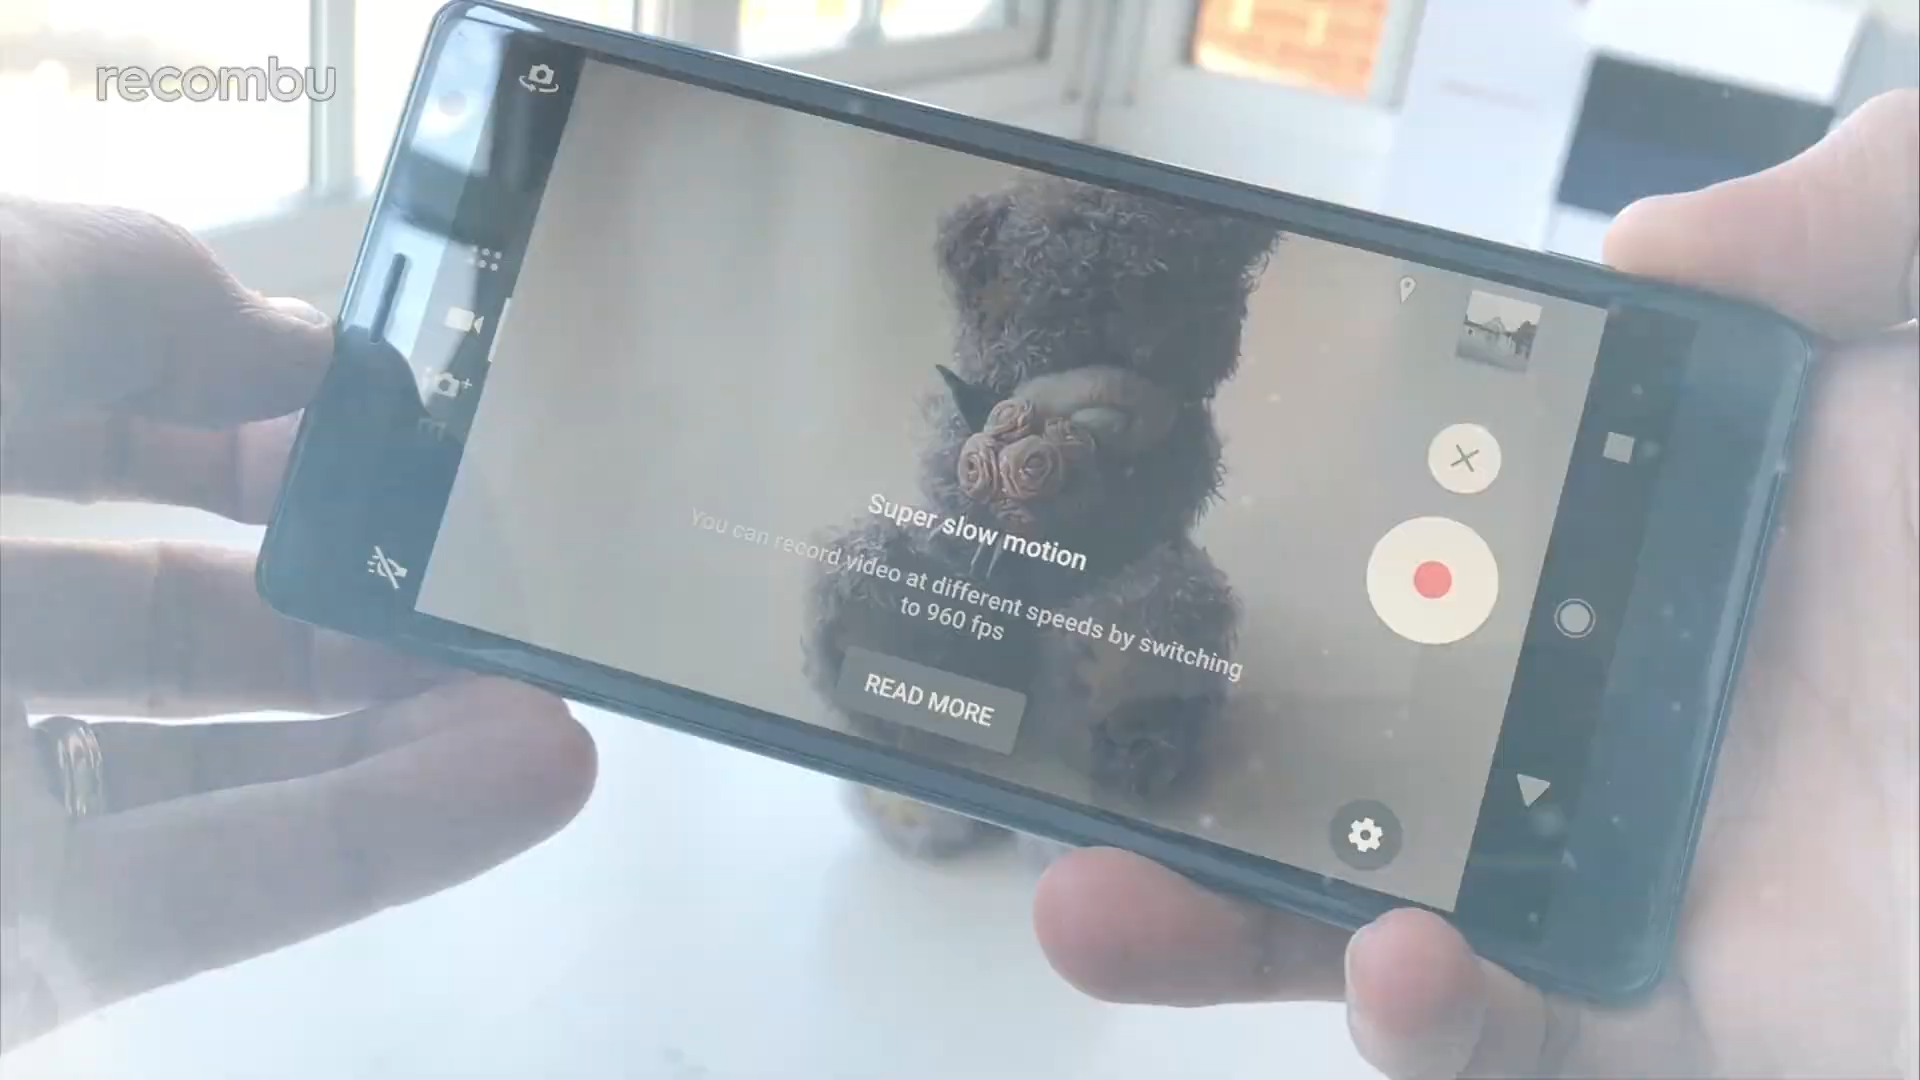 recombu
Super slow motion
You can record video at different speeds by switching
to 960 fps
READ MORE